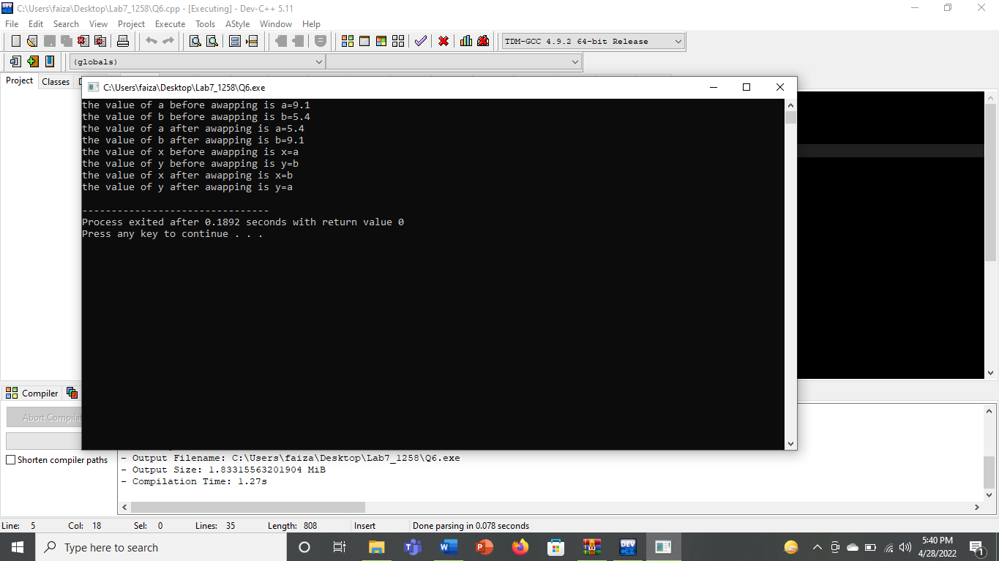 C:\Users\faiza\Desktop\Lab7_1258\Q6.cpp - [Executing] - Dev-C++ 5.11
File Edit Search View Project Execute Tools AStyle Window Help
TDM-GCC 4.9.2 64-bit Release
(globals)
Project Classes
C:\Users\faiza\Desktop\Lab7_1258\Q6.exe
the value of a before awapping is a=9.1
the value of b before awapping is b=5.4
the value of a after awapping is a=5.4
the value of b after awapping is b=9.1
the value of x before awapping is x=a
the value of y before awapping is y=b
the value of x after awapping is x=b
the value of y after awapping is y=a
--------------------------------
Process exited after 0.1892 seconds with return value 0
Press any key to continue . . .
Compiler
Abort Compilat
Shorten compiler paths
- Output Filename: C:\Users\faiza\Desktop\Lab7_1258\Q6.exe
- Output Size: 1.83315563201904 MiB
- Compilation Time: 1.27s
Line: 5 Col: 18 Sel: 0 Lines: 35 Length: 808 Insert Done parsing in 0.078 seconds
Type here to search
DEV
5:40 PM
4/28/2022
1